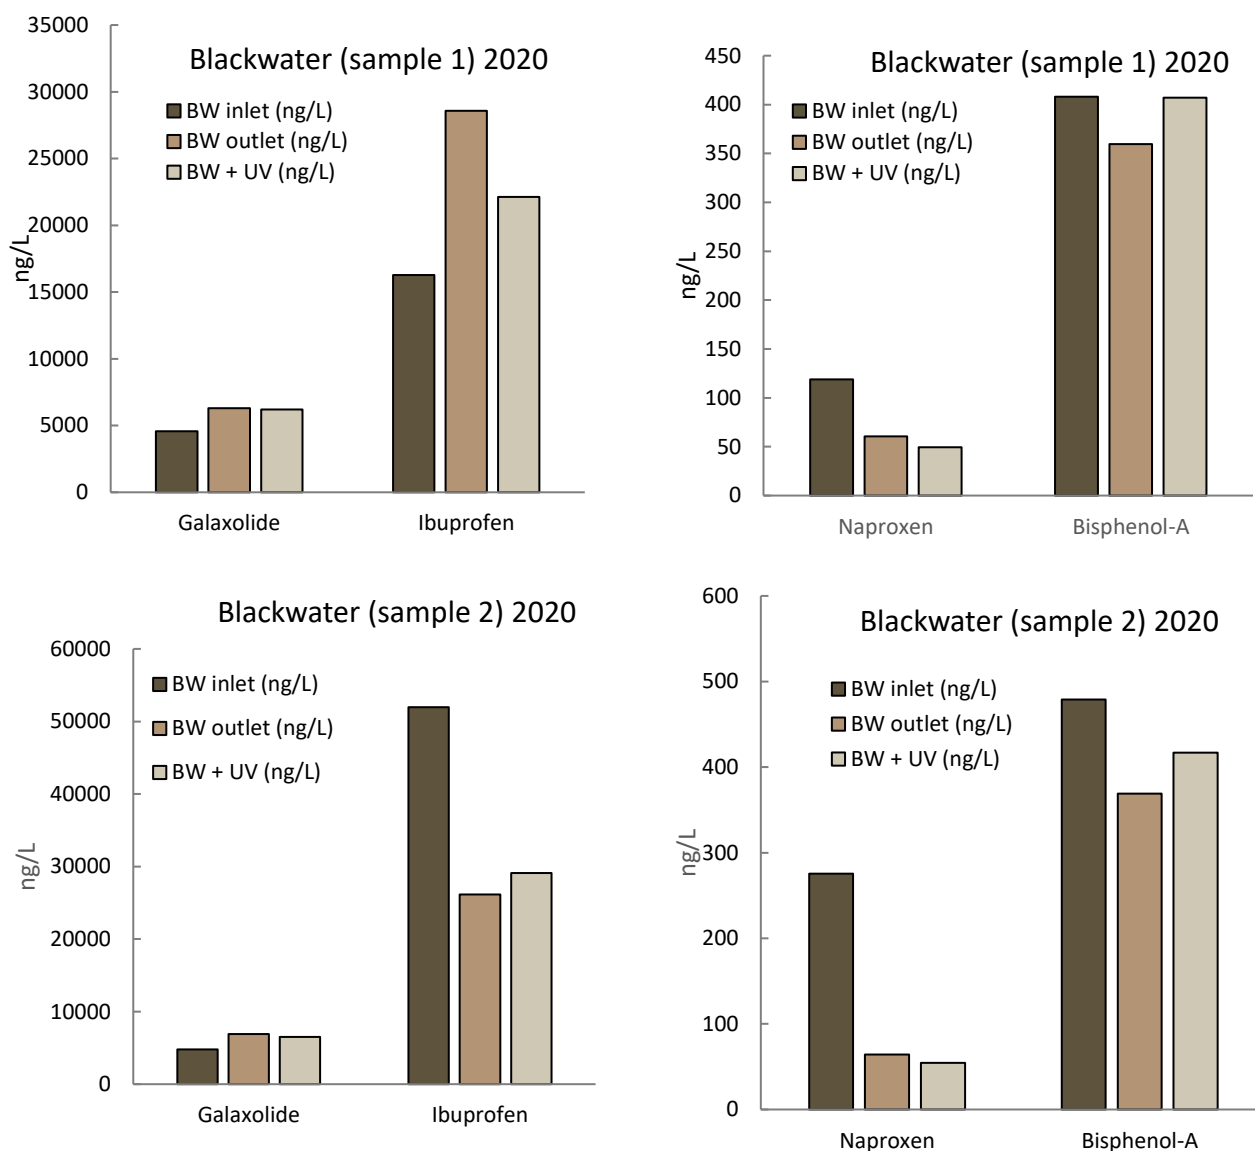 Blackwater (sample 1) 2020
BW inlet (ng/L)
BW outlet (ng/L)
BW + UV (ng/L)
35000
30000
25000
20000
15000
10000
5000
0
ng/L
Galaxolide
Ibuprofen
Blackwater (sample 1) 2020
BW inlet (ng/L)
BW outlet (ng/L)
BW + UV (ng/L)
450
400
350
300
250
200
150
100
50
0
ng/L
Naproxen
Bisphenol-A
Blackwater (sample 2) 2020
BW inlet (ng/L)
BW outlet (ng/L)
BW + UV (ng/L)
60000
50000
40000
30000
20000
10000
0
ng/L
Galaxolide
Ibuprofen
Blackwater (sample 2) 2020
BW inlet (ng/L)
BW outlet (ng/L)
BW + UV (ng/L)
600
500
400
300
200
100
0
ng/L
Naproxen
Bisphenol-A